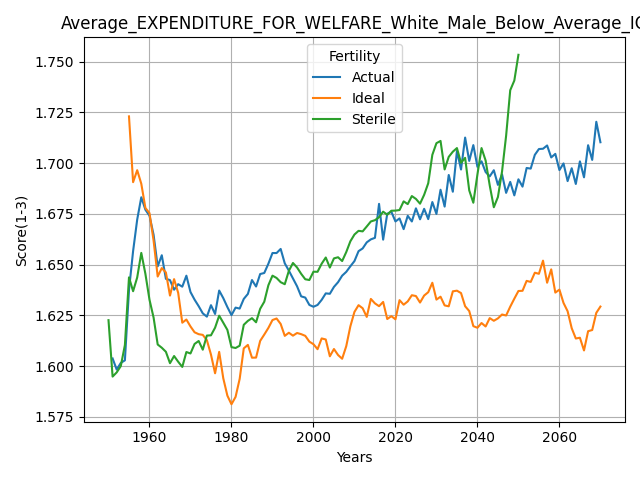 Average_EXPENDITURE_FOR_WELFARE_White_Male_Below_Average_IC
Fertility
Actual
Ideal
Sterile
Score(1-3)
1.750
1.725
1.700
1.675
1.650
1.625
1.600
1.575
1960 1980 2000 2020 2040 2060
Years